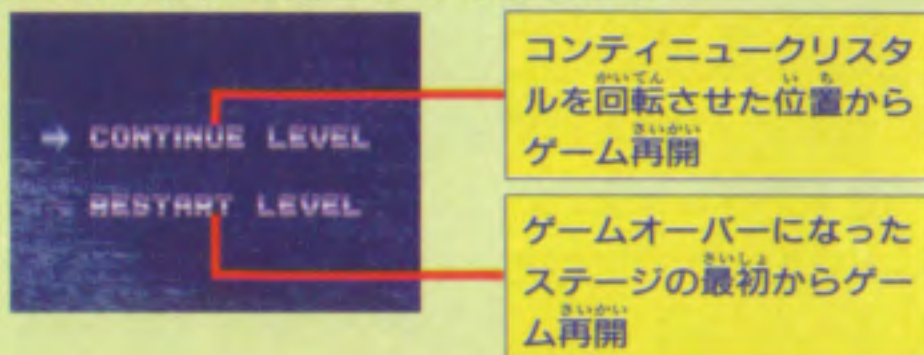 コンティニュークリスタ
ルを回転させた位置から
ゲーム再開
→ CONTINUE LEVEL
RESTART LEVEL
ゲームオーバーになった
ステージの最初からゲー
ム再開